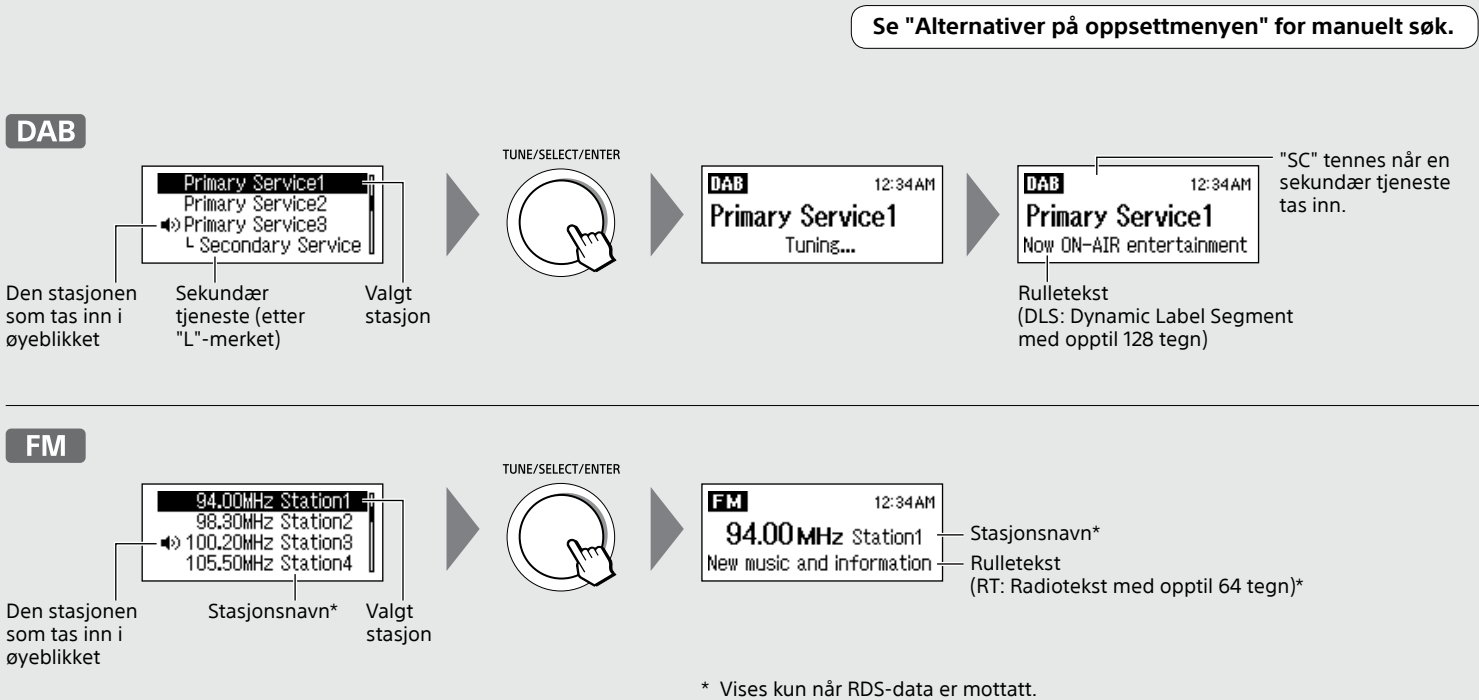 Se "Alternativer på oppsettmenyen" for manuelt søk.
DAB
Primary Service1
Primary Service2
Primary Service3
└ Secondary Service
Den stasjonen
som tas inn i
øyeblikket
Sekundær
tjeneste (etter
"L"-merket)
Valgt
stasjon
TUNE/SELECT/ENTER
DAB 12:34AM
Primary Service1
Tuning...
DAB 12:34AM
Primary Service1
Now ON-AIR entertainment
"SC" tennes når en
sekundær tjeneste
tas inn.
Rulletekst
(DLS: Dynamic Label Segment
med opptil 128 tegn)
FM
94.00MHz Station1
98.30MHz Station2
100.20MHz Station3
105.50MHz Station4
Den stasjonen
som tas inn i
øyeblikket
Stasjonsnavn*
Valgt
stasjon
TUNE/SELECT/ENTER
FM 12:34AM
94.00 MHz Station1
New music and information
Stasjonsnavn*
Rulletekst
(RT: Radiotekst med opptil 64 tegn)*
* Vises kun når RDS-data er mottatt.